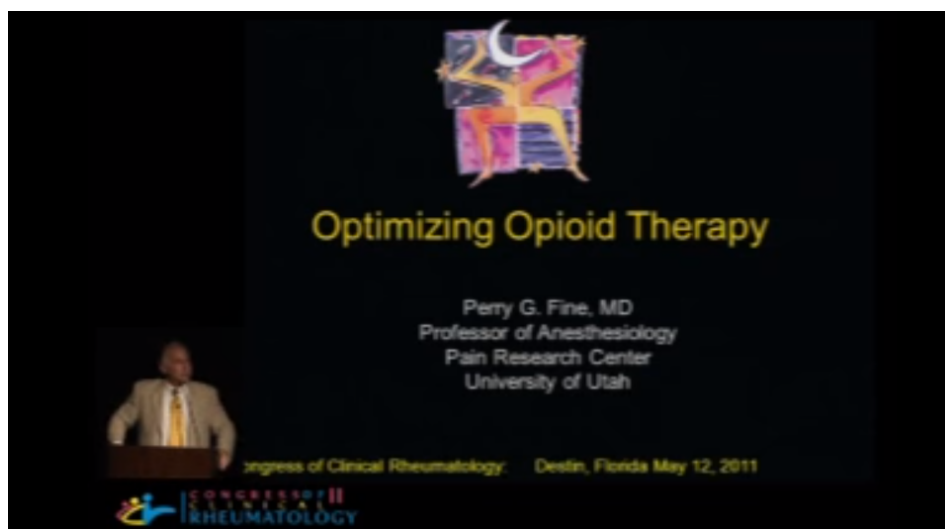 Optimizing Opioid Therapy
Perry G. Fine, MD
Professor of Anesthesiology
Pain Research Center
University of Utah
ongress of Clinical Rheumatology: Destin, Florida May 12, 2011
CONGRESS OF II
CLINICAL
RHEUMATOLOGY